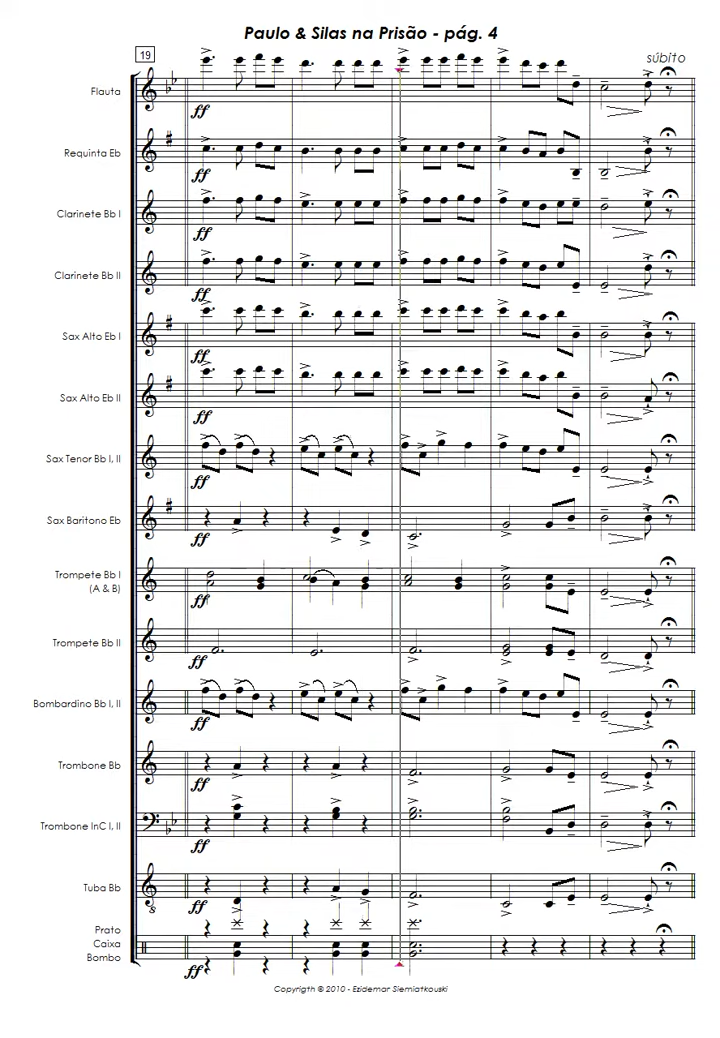 Paulo & Silas na Prisão - pág. 4
19
súbito
Flauta
ff
Requinta Eb
ff
Clarinete Bb I
ff
Clarinete Bb II
ff
Sax Alto Eb I
ff
Sax Alto Eb II
ff
Sax Tenor Bb I, II
ff
Sax Barítono Eb
ff
Trompete Bb I
(A & B)
ff
Trompete Bb II
ff
Bombardino Bb I, II
ff
Trombone Bb
ff
Trombone InC I, II
ff
Tuba Bb
ff
8
Prato
Caixa
Bombo
ff
Copyrigth © 2010 - Ezidemar Siemiatkouski